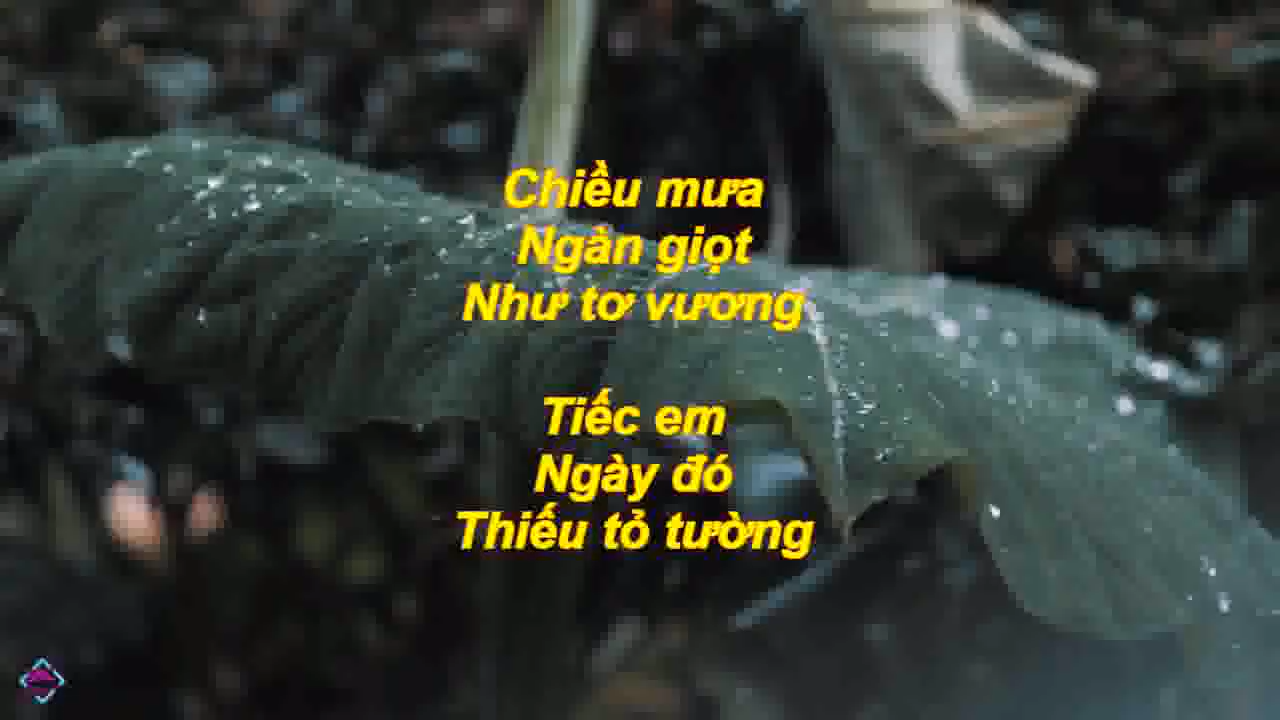 Chiều mưa
Ngàn giọt
Như tơ vương
Tiếc em
Ngày đó
Thiếu tỏ tường